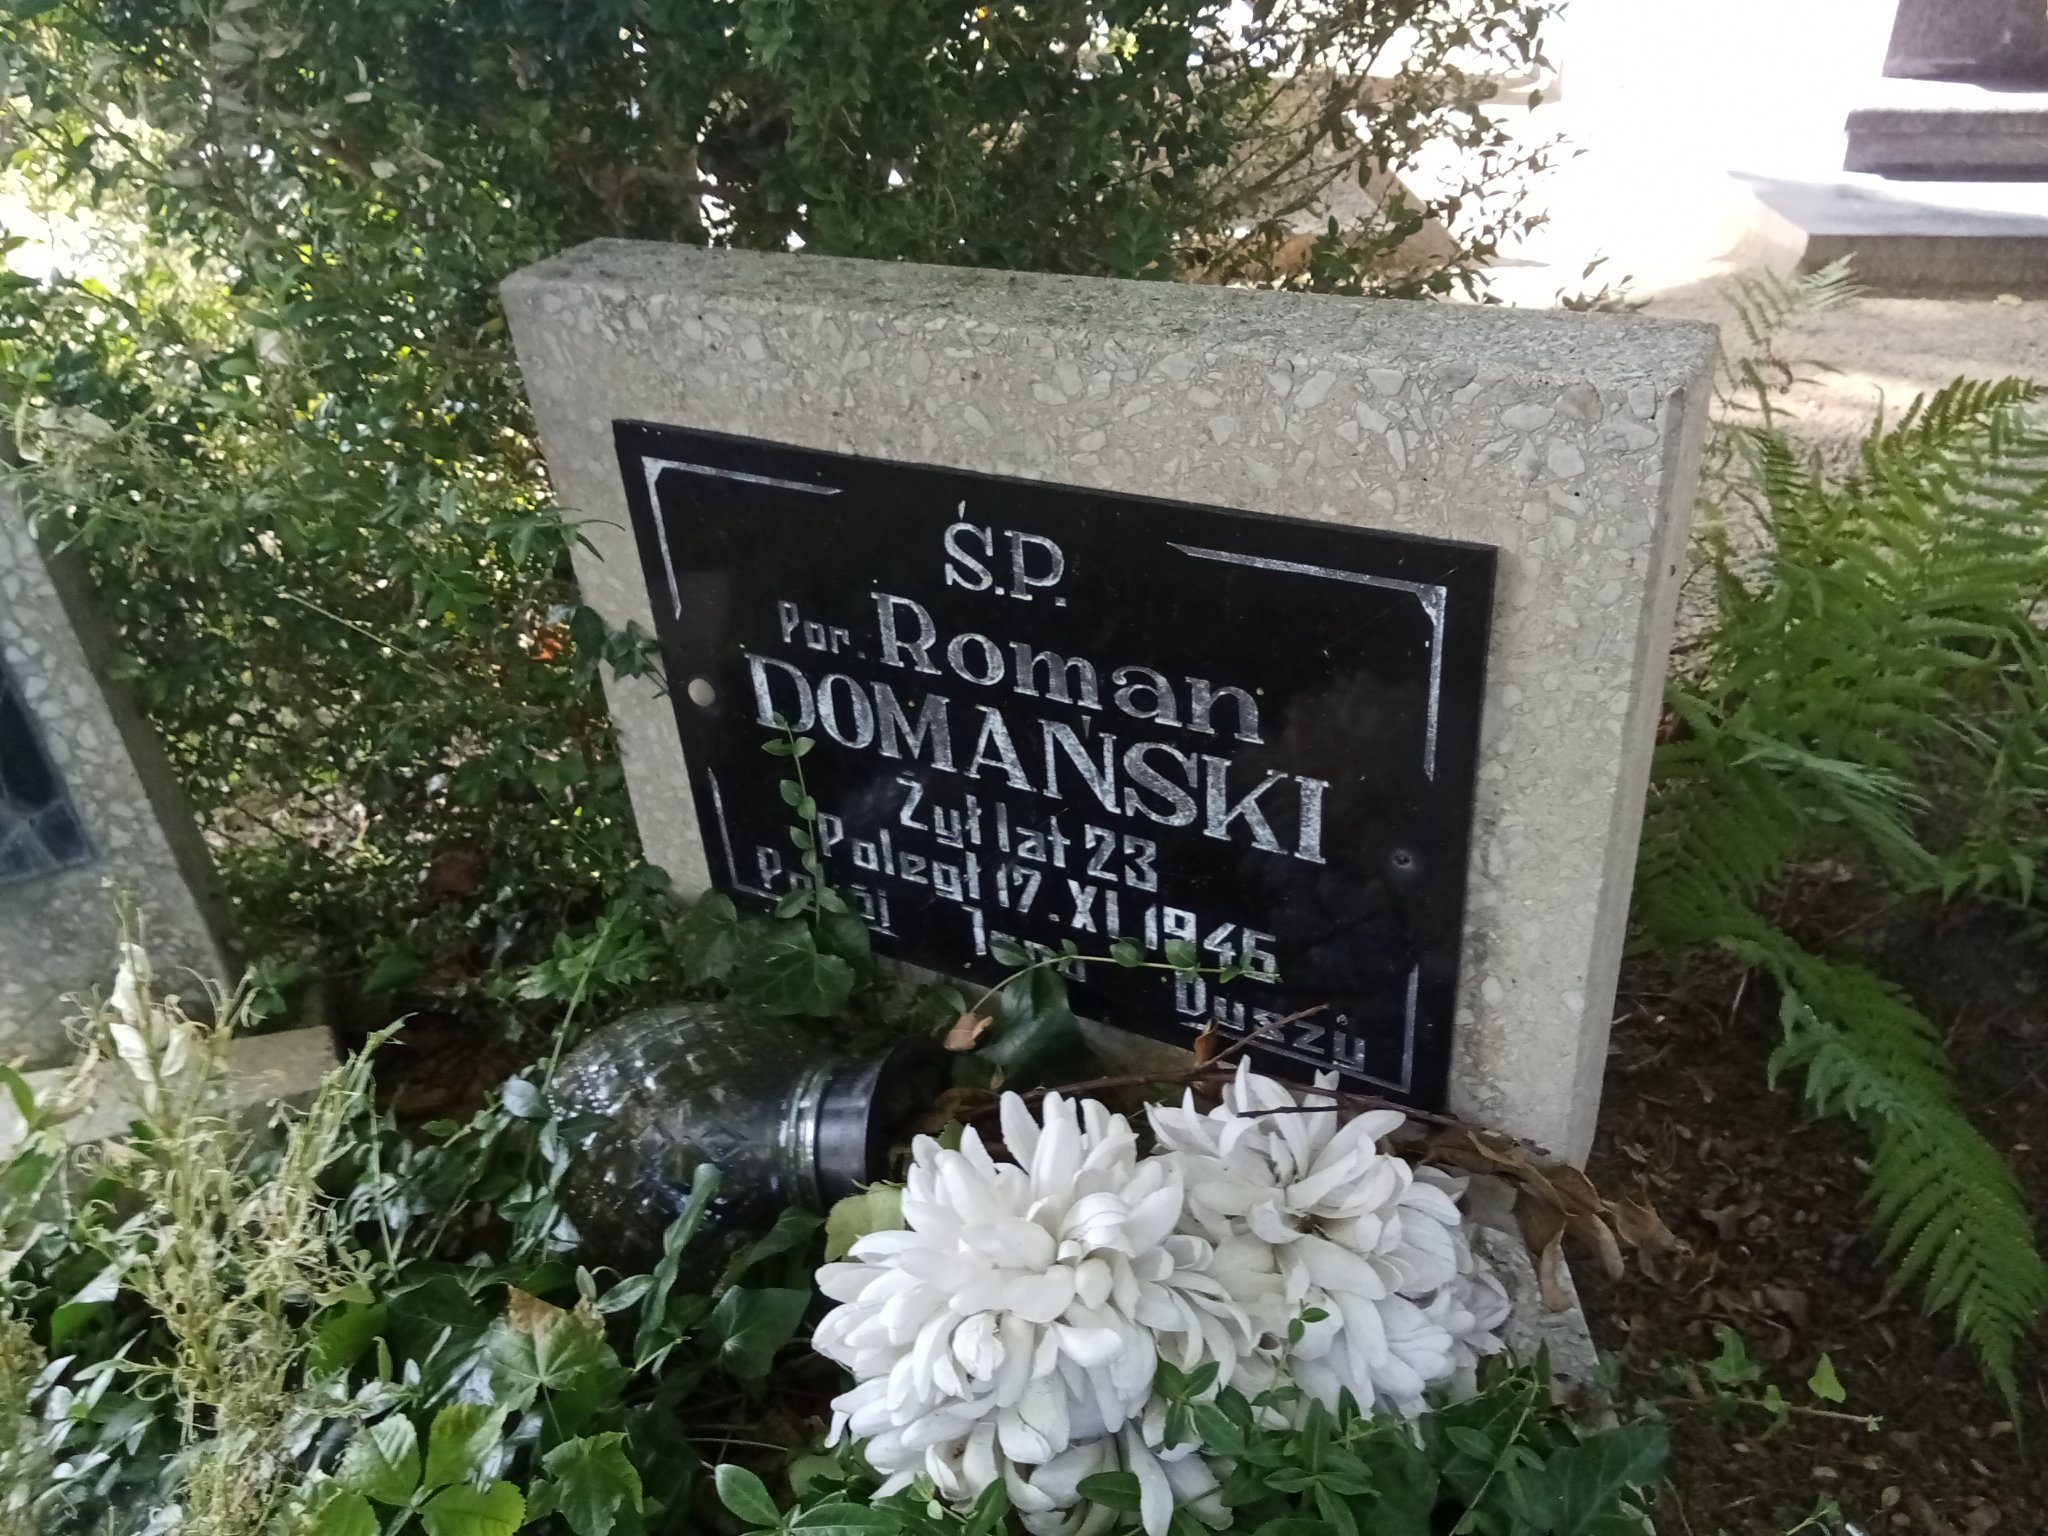 Ś.P.
Por. Roman
DOMAŃSKI
Żył lat 23
Poległ 17.XI 1945
Duszy